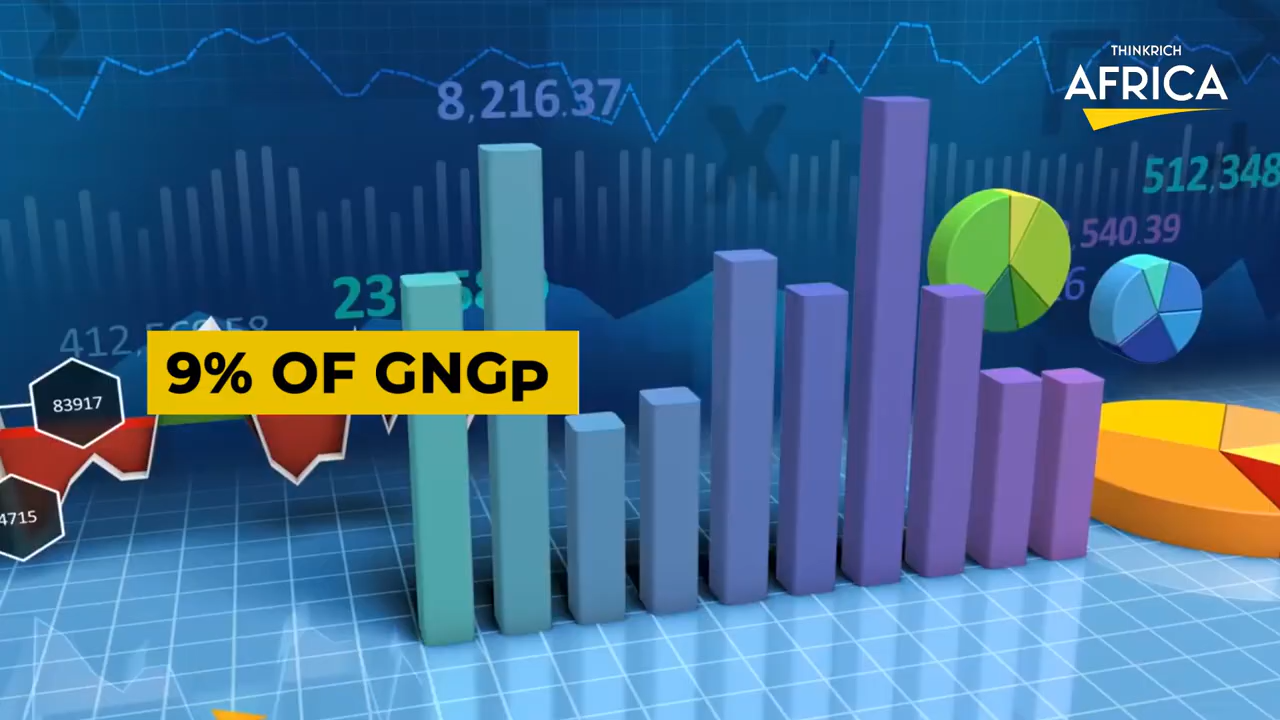 THINKRICH
AFRICA
8,216.37
512,348
,540.39
9% OF GNGp
83917
4715